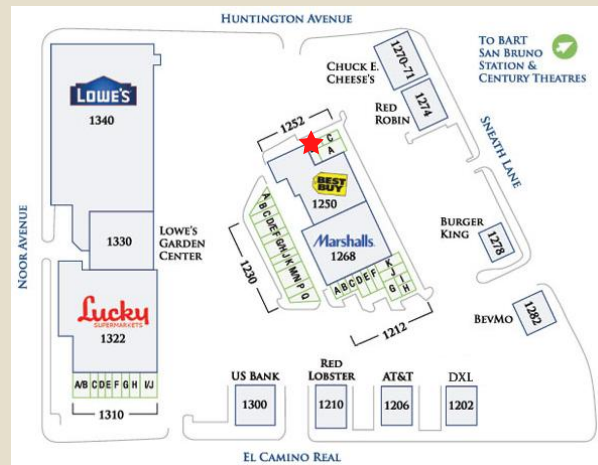 HUNTINGTON AVENUE
TO BART
SAN BRUNO
STATION &
CENTURY THEATRES
CHUCK E.
CHEESE'S
1270-71
RED
ROBIN
1274
SNEATH LANE
LOWE'S
1340
1252
C
A
BEST
BUY
1250
Marshalls
1268
A
B
C
D
E
F
G
H
J
K
M
N
P
Q
1230
A B C D E F
K
J
I
G
H
1212
NOOR AVENUE
1330
LOWE'S
GARDEN
CENTER
Lucky
SUPERMARKETS
1322
A/B C D E F G H I/J
1310
BURGER
KING
1278
BEVMO
1282
US BANK
1300
RED
LOBSTER
1210
AT&T
1206
DXL
1202
EL CAMINO REAL